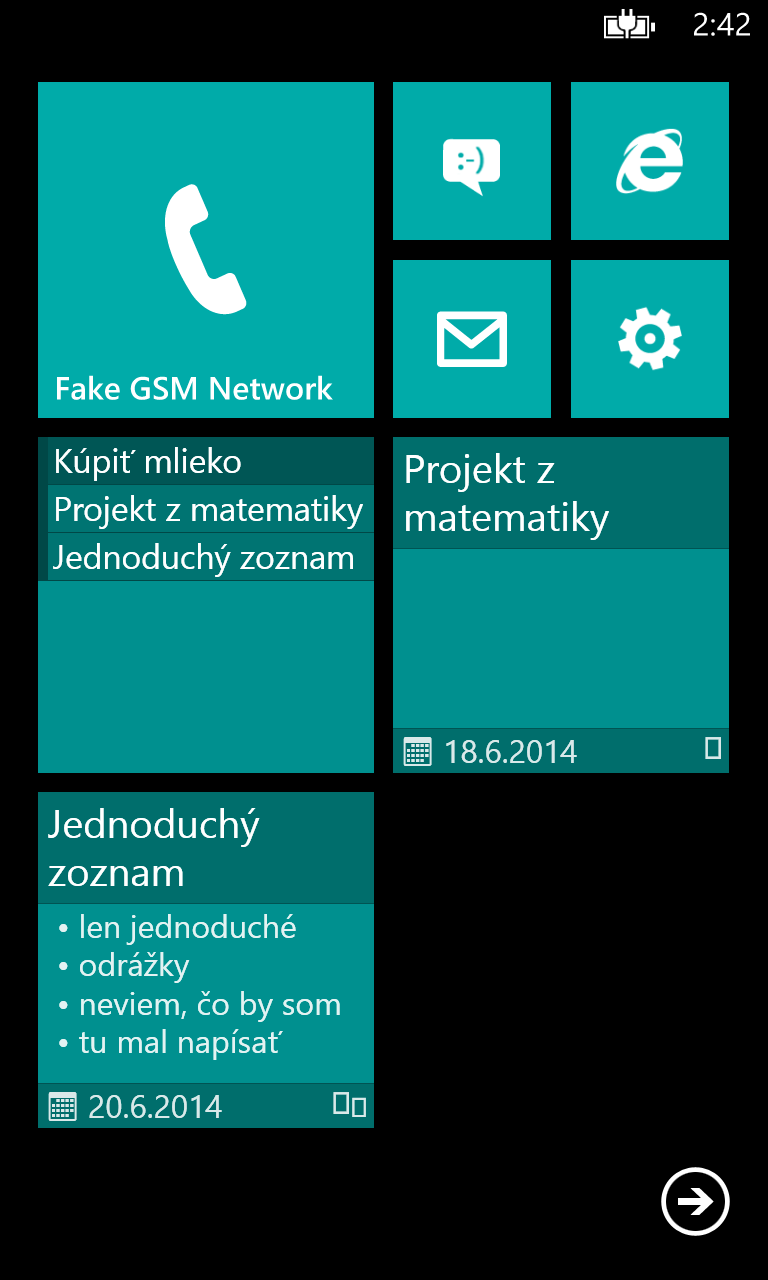 2:42
:-)
Fake GSM Network
Kúpiť mlieko
Projekt z matematiky
Jednoduchý zoznam
Projekt z
matematiky
18.6.2014
Jednoduchý
zoznam
• len jednoduché
• odrážky
• neviem, čo by som
• tu mal napísať
20.6.2014